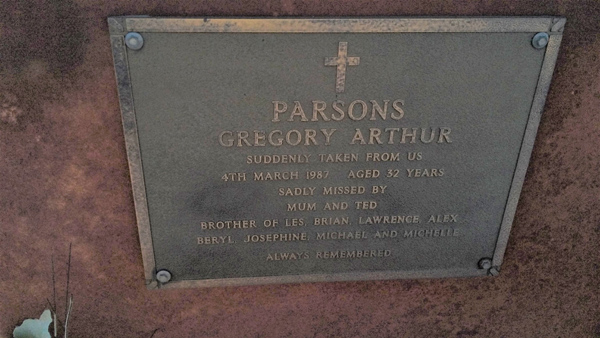 PARSONS
GREGORY ARTHUR
SUDDENLY TAKEN FROM US
4TH MARCH 1987 AGED 32 YEARS
SADLY MISSED BY
MUM AND TED
BROTHER OF LES, BRIAN, LAWRENCE, ALEX
BERYL, JOSEPHINE, MICHAEL AND MICHELLE
ALWAYS REMEMBERED